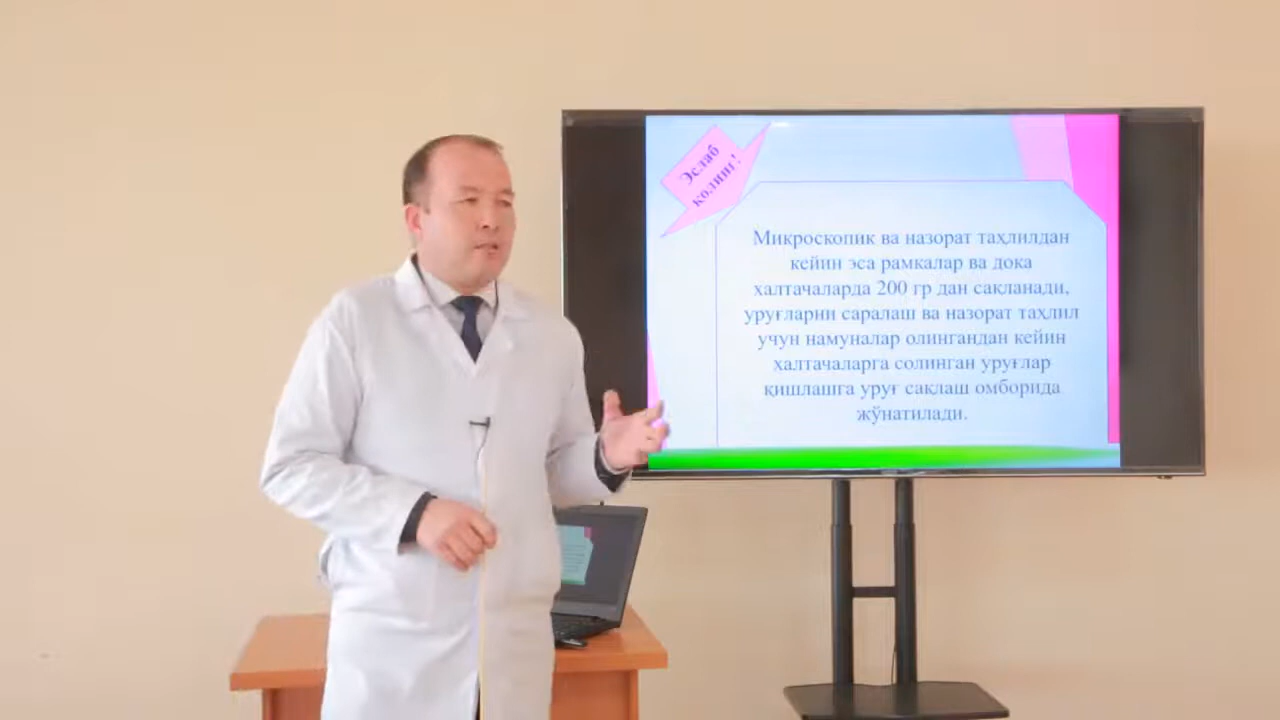 Эслаб
қолинг!
Микроскопик ва назорат таҳлилдан
кейин эса рамкалар ва дока
халтачаларда 200 гр дан сақланади,
уруғларни саралаш ва назорат таҳлил
учун намуналар олингандан кейин
халтачаларга солинган уруғлар
қишлашга уруғ сақлаш омборида
жўнатилади.